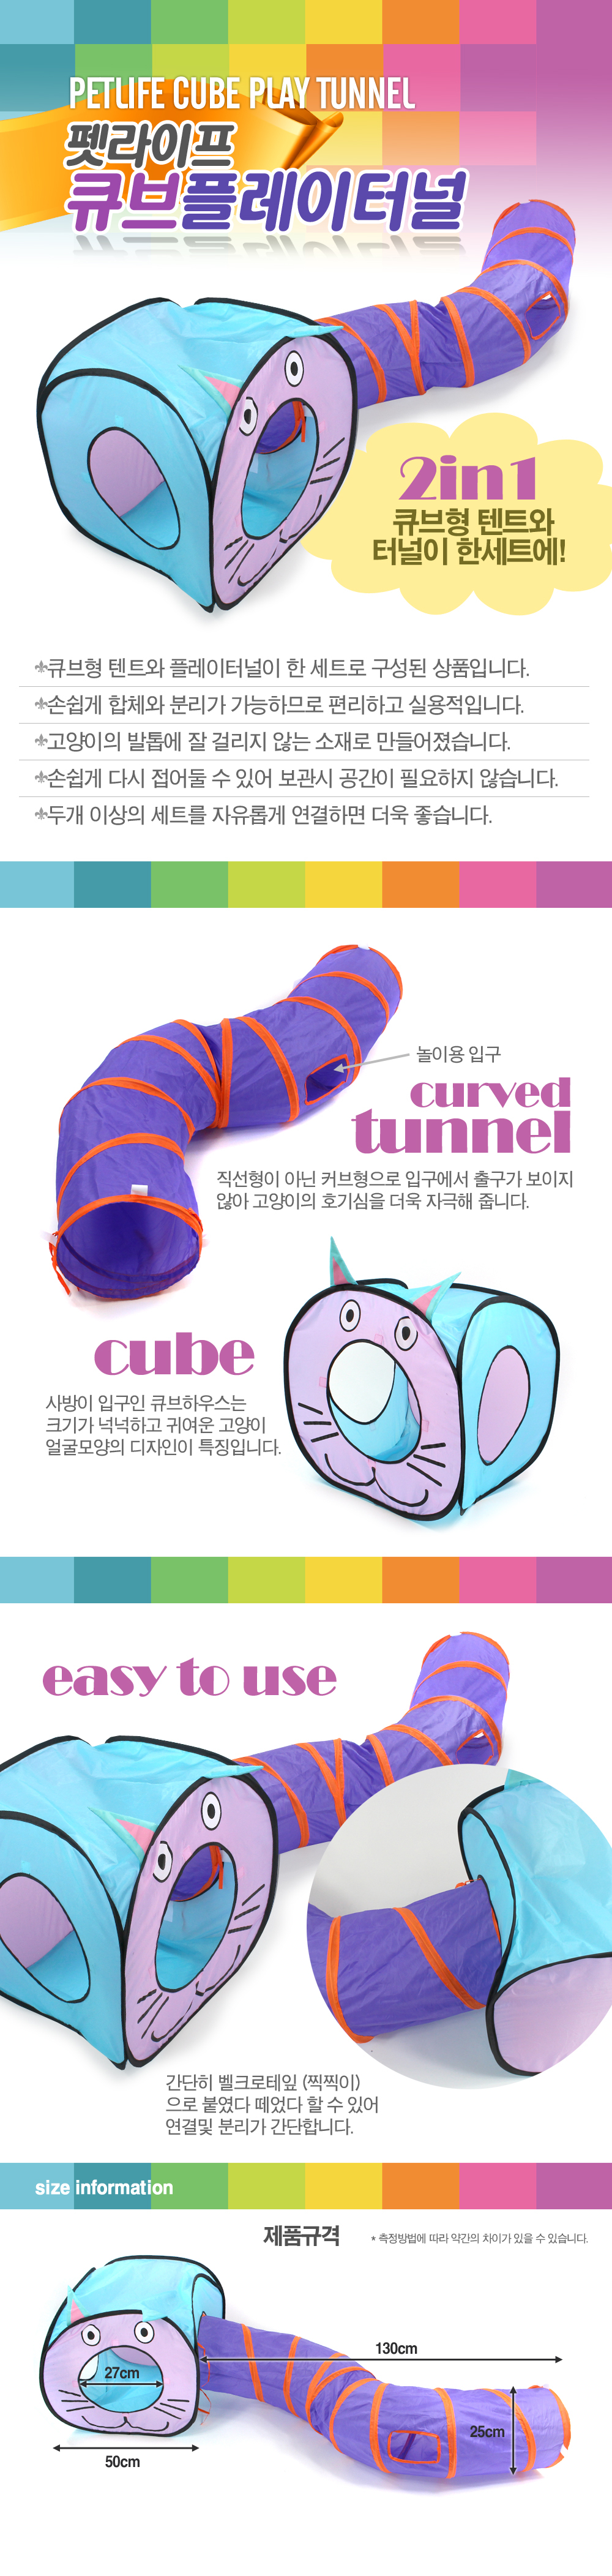 PETLIFE CUBE PLAY TUNNEL
펫라이프
큐브플레이터널
2in1
큐브형 텐트와
터널이 한세트에!
큐브형 텐트와 플레이터널이 한 세트로 구성된 상품입니다.
손쉽게 합체와 분리가 가능하므로 편리하고 실용적입니다.
고양이의 발톱에 잘 걸리지 않는 소재로 만들어졌습니다.
손쉽게 다시 접어둘 수 있어 보관시 공간이 필요하지 않습니다.
두개 이상의 세트를 자유롭게 연결하면 더욱 좋습니다.
놀이용 입구
curved
tunnel
직선형이 아닌 커브형으로 입구에서 출구가 보이지
않아 고양이의 호기심을 더욱 자극해 줍니다.
cube
사방이 입구인 큐브하우스는
크기가 넉넉하고 귀여운 고양이
얼굴모양의 디자인이 특징입니다.
easy to use
간단히 벨크로테잎 (찍찍이)
으로 붙였다 떼었다 할 수 있어
연결및 분리가 간단합니다.
size information
제품규격
* 측정방법에 따라 약간의 차이가 있을 수 있습니다.
130cm
27cm
25cm
50cm